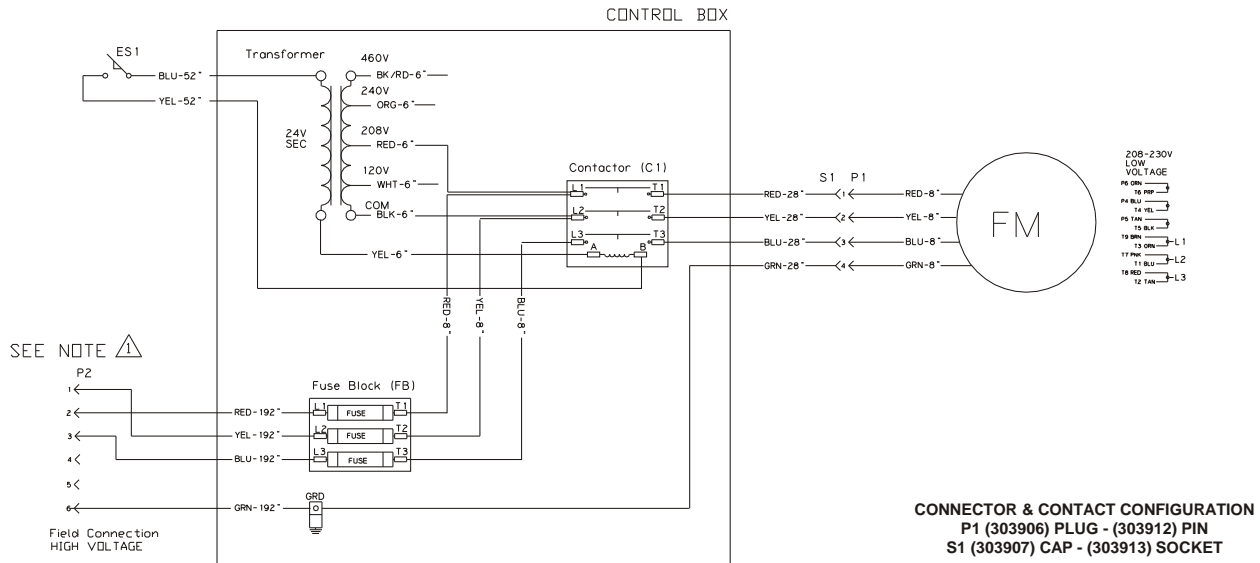 CONTROL BOX
ES1
BLU-52"
YEL-52"
Transformer
460V
BK/RD-6"
240V
ORG-6"
24V
SEC
208V
RED-6"
120V
WHT-6"
COM
BLK-6"
YEL-6"
Contactor (C1)
L1
T1
L2
T2
L3
T3
A
B
RED-28"
YEL-28"
BLU-28"
GRN-28"
S1 P1
1
2
3
4
RED-8"
YEL-8"
BLU-8"
GRN-8"
FM
208-230V
LOW
VOLTAGE
P6 ORN
T6 PRP
P4 BLU
T4 YEL
P5 TAN
T5 BLK
T9 BRN
T3 ORN
L1
T7 PNK
T1 BLU
L2
T8 RED
T2 TAN
L3
RED-8"
YEL-8"
BLU-8"
SEE NOTE 1
P2
1
2
3
4
5
6
Field Connection
HIGH VOLTAGE
RED-192"
YEL-192"
BLU-192"
GRN-192"
Fuse Block (FB)
L1 FUSE T1
L2 FUSE T2
L3 FUSE T3
GRD
CONNECTOR & CONTACT CONFIGURATION
P1 (303906) PLUG - (303912) PIN
S1 (303907) CAP - (303913) SOCKET